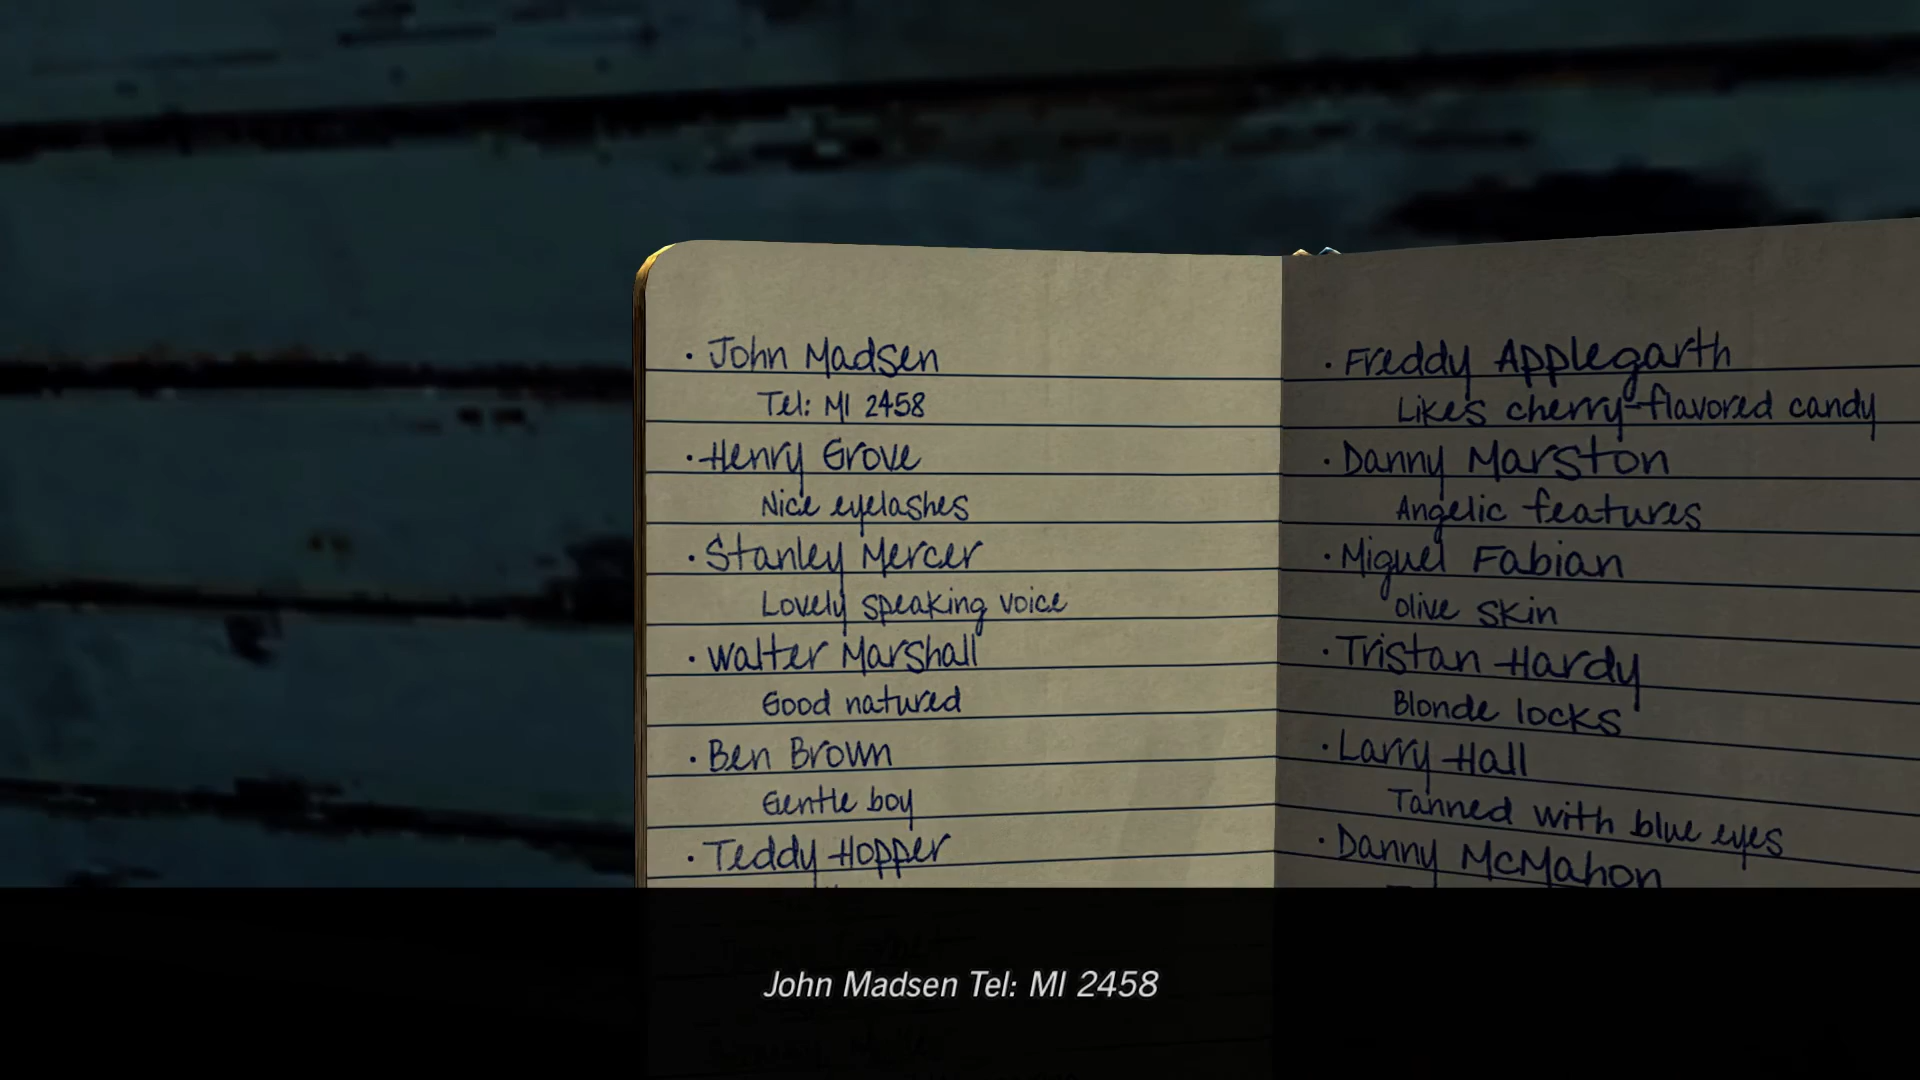 · John Madsen
Tel: MI 2458
· Henry Grove
Nice eyelashes
· Stanley Mercer
Lovely speaking voice
· Walter Marshall
Good natured
· Ben Brown
Gentle boy
· Teddy Hopper
· Freddy Applegarth
Likes cherry-flavored candy
· Danny Marston
Angelic features
· Miguel Fabian
olive skin
· Tristan Hardy
Blonde locks
· Larry Hall
Tanned with blue eyes
· Danny McMahon
John Madsen Tel: MI 2458